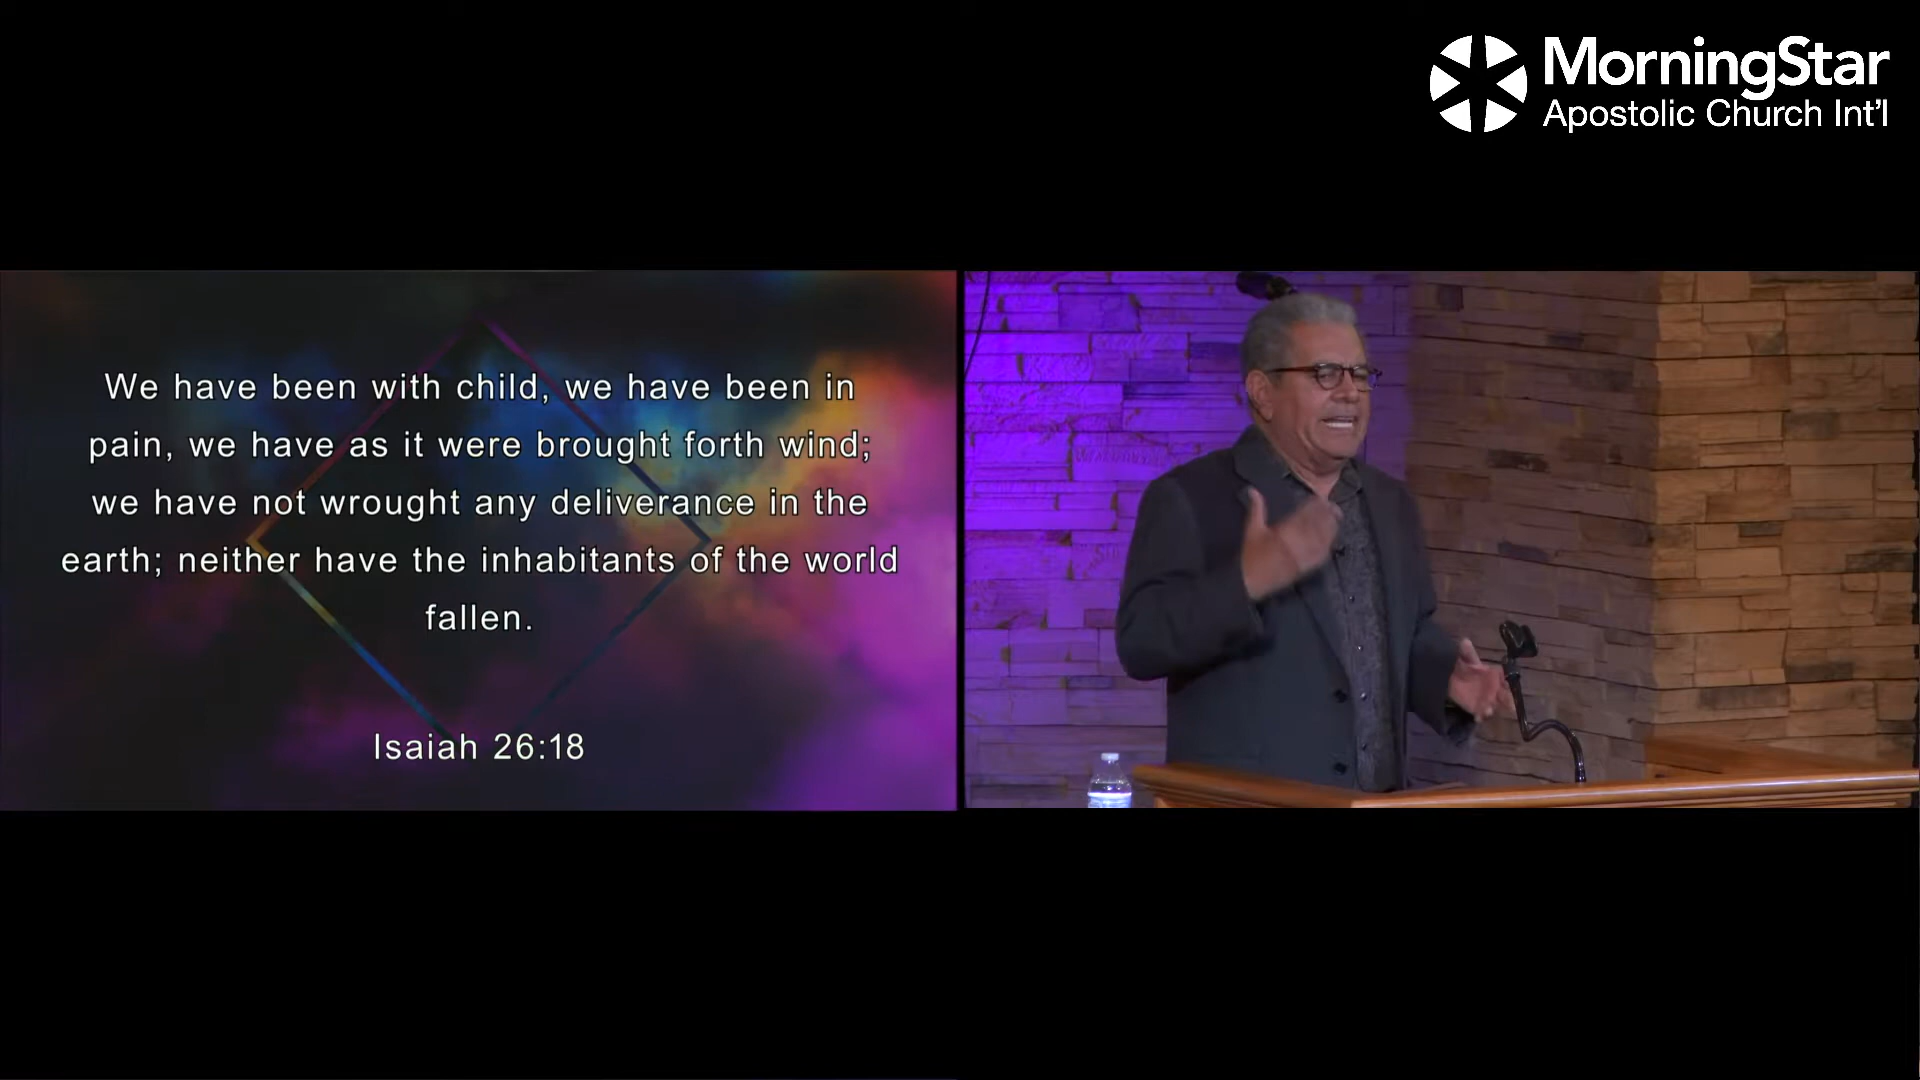 MorningStar
Apostolic Church Int'l
We have been with child, we have been in
pain, we have as it were brought forth wind;
we have not wrought any deliverance in the
earth; neither have the inhabitants of the world
fallen.
Isaiah 26:18